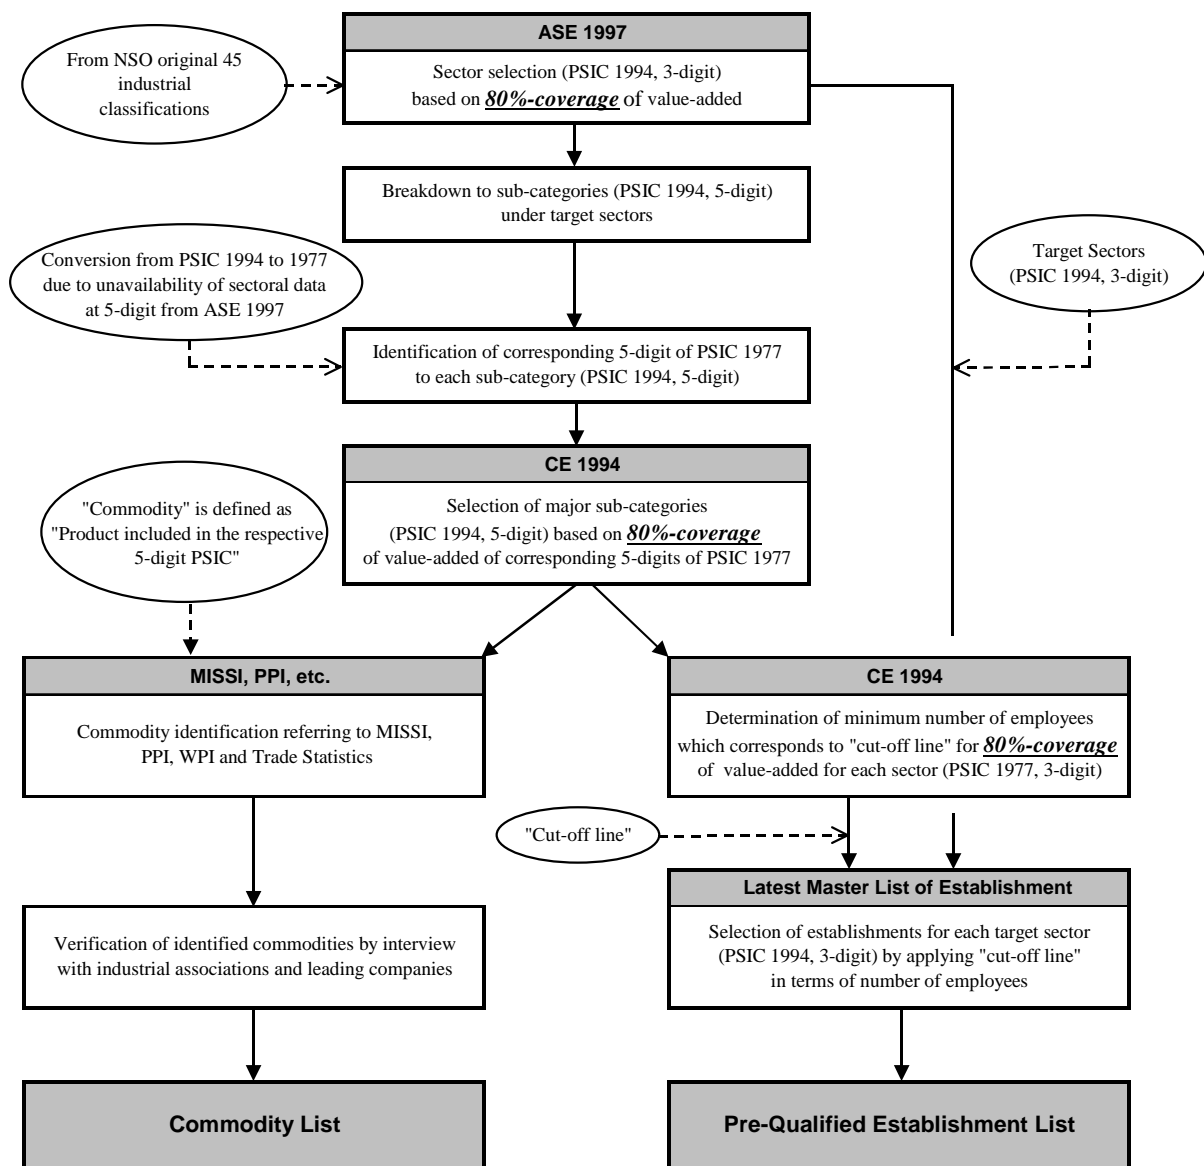 ASE 1997
From NSO original 45
industrial
classifications
Sector selection (PSIC 1994, 3-digit)
based on 80%-coverage of value-added
Breakdown to sub-categories (PSIC 1994, 5-digit)
under target sectors
Conversion from PSIC 1994 to 1977
due to unavailability of sectoral data
at 5-digit from ASE 1997
Target Sectors
(PSIC 1994, 3-digit)
Identification of corresponding 5-digit of PSIC 1977
to each sub-category (PSIC 1994, 5-digit)
CE 1994
Selection of major sub-categories
(PSIC 1994, 5-digit) based on 80%-coverage
of value-added of corresponding 5-digits of PSIC 1977
"Commodity" is defined as
"Product included in the respective
5-digit PSIC"
MISSI, PPI, etc.
Commodity identification referring to MISSI,
PPI, WPI and Trade Statistics
CE 1994
Determination of minimum number of employees
which corresponds to "cut-off line" for 80%-coverage
of value-added for each sector (PSIC 1977, 3-digit)
"Cut-off line"
Verification of identified commodities by interview
with industrial associations and leading companies
Latest Master List of Establishment
Selection of establishments for each target sector
(PSIC 1994, 3-digit) by applying "cut-off line"
in terms of number of employees
Commodity List
Pre-Qualified Establishment List